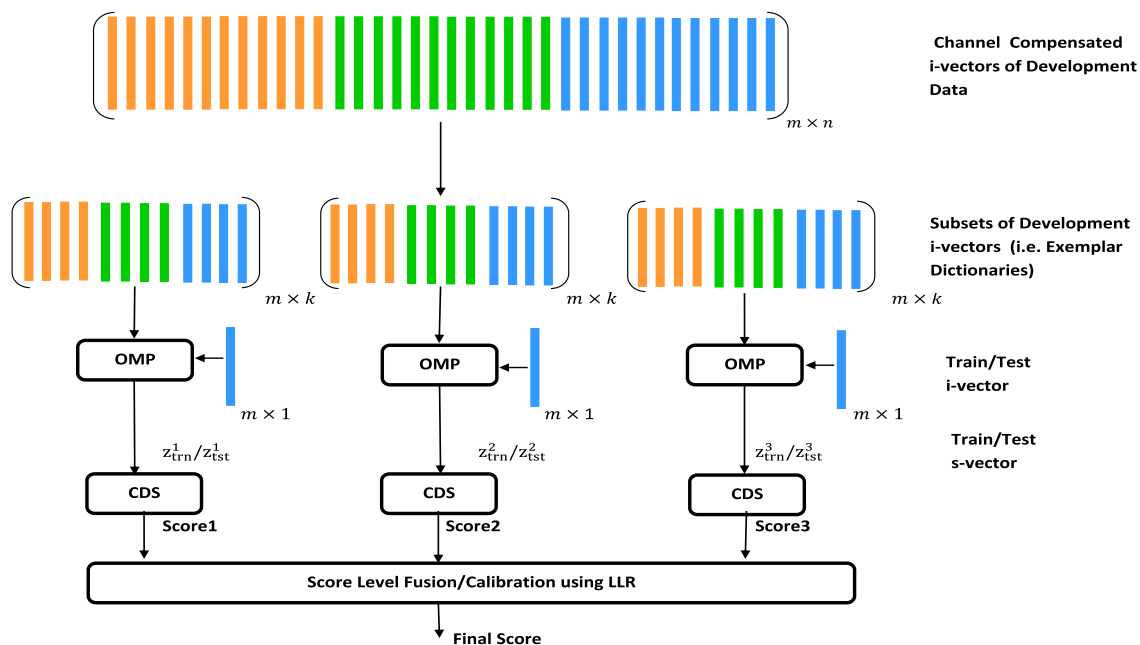 Channel Compensated
i-vectors of Development
Data
m × n
Subsets of Development
i-vectors (i.e. Exemplar
Dictionaries)
m × k
m × k
m × k
OMP
OMP
OMP
Train/Test
i-vector
m × 1
m × 1
m × 1
z¹trn/z¹tst
z²trn/z²tst
z³trn/z³tst
Train/Test
s-vector
CDS
CDS
CDS
Score1
Score2
Score3
Score Level Fusion/Calibration using LLR
Final Score